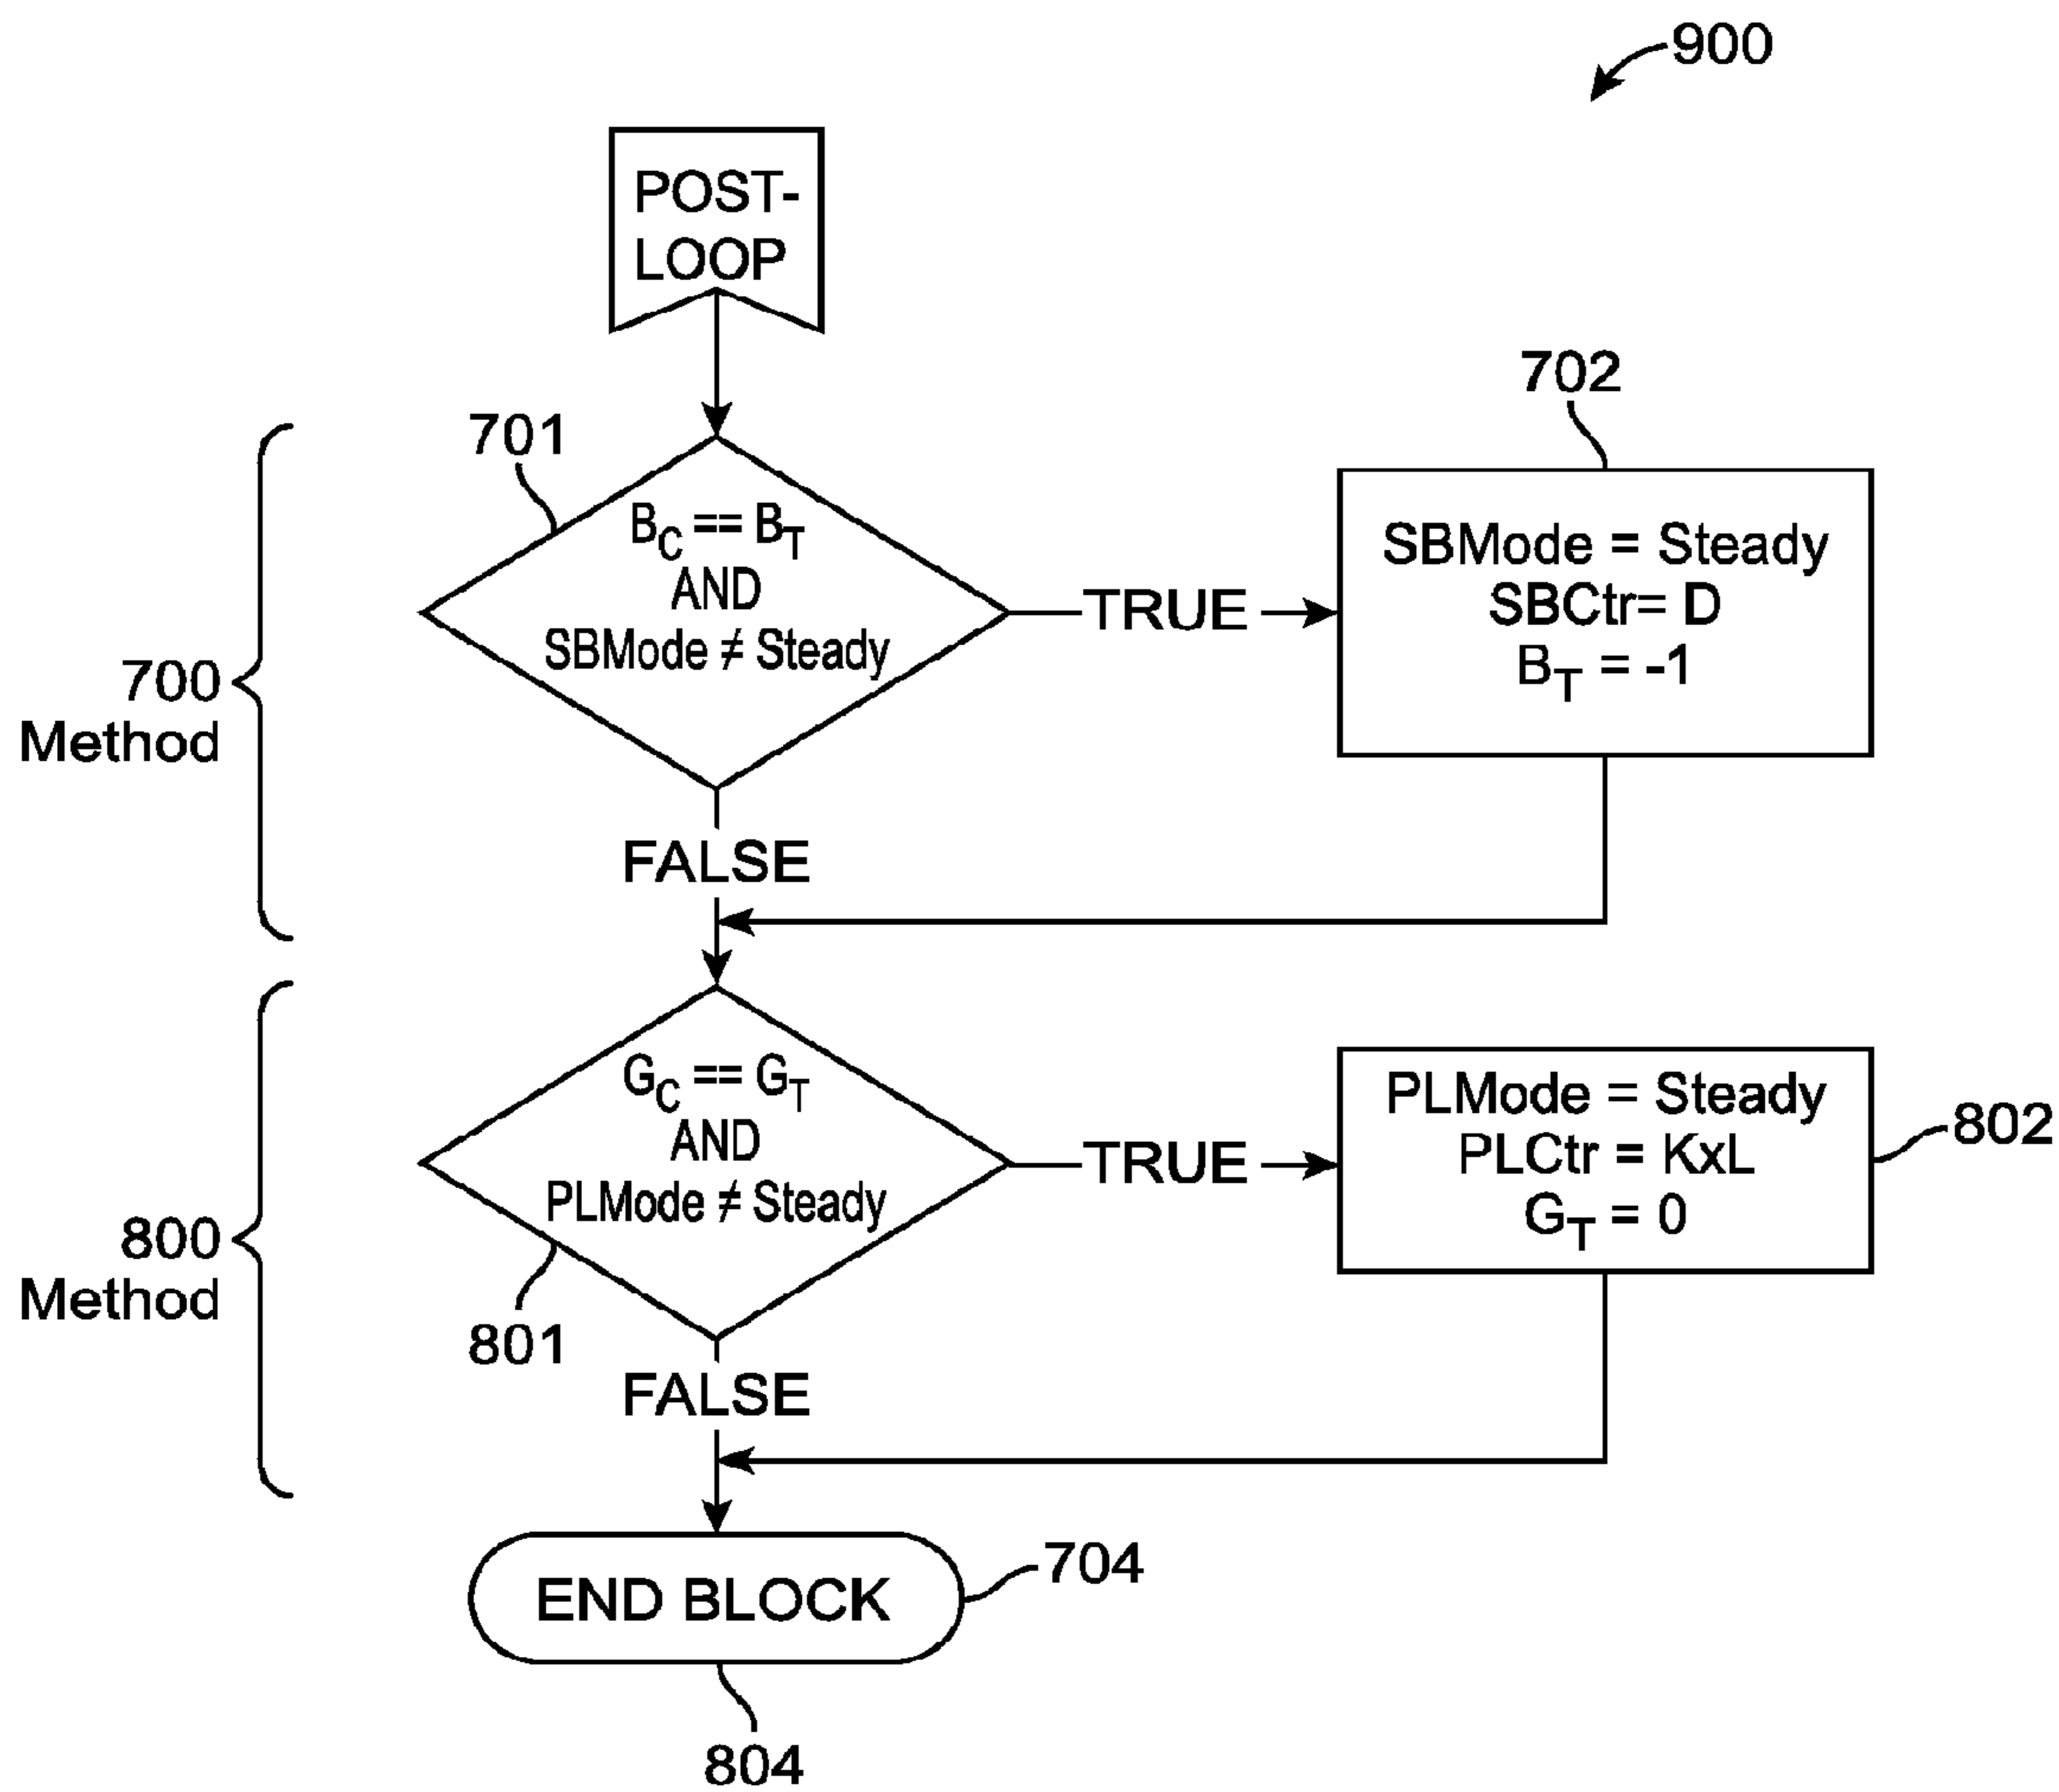 900
POST-
LOOP
702
701
B_C == B_T
AND
SBMode ≠ Steady
TRUE
SBMode = Steady
SBCtr= D
B_T = -1
700
Method
FALSE
G_C == G_T
AND
PLMode ≠ Steady
TRUE
PLMode = Steady
PLCtr = KxL
G_T = 0
802
800
Method
801
FALSE
END BLOCK
704
804